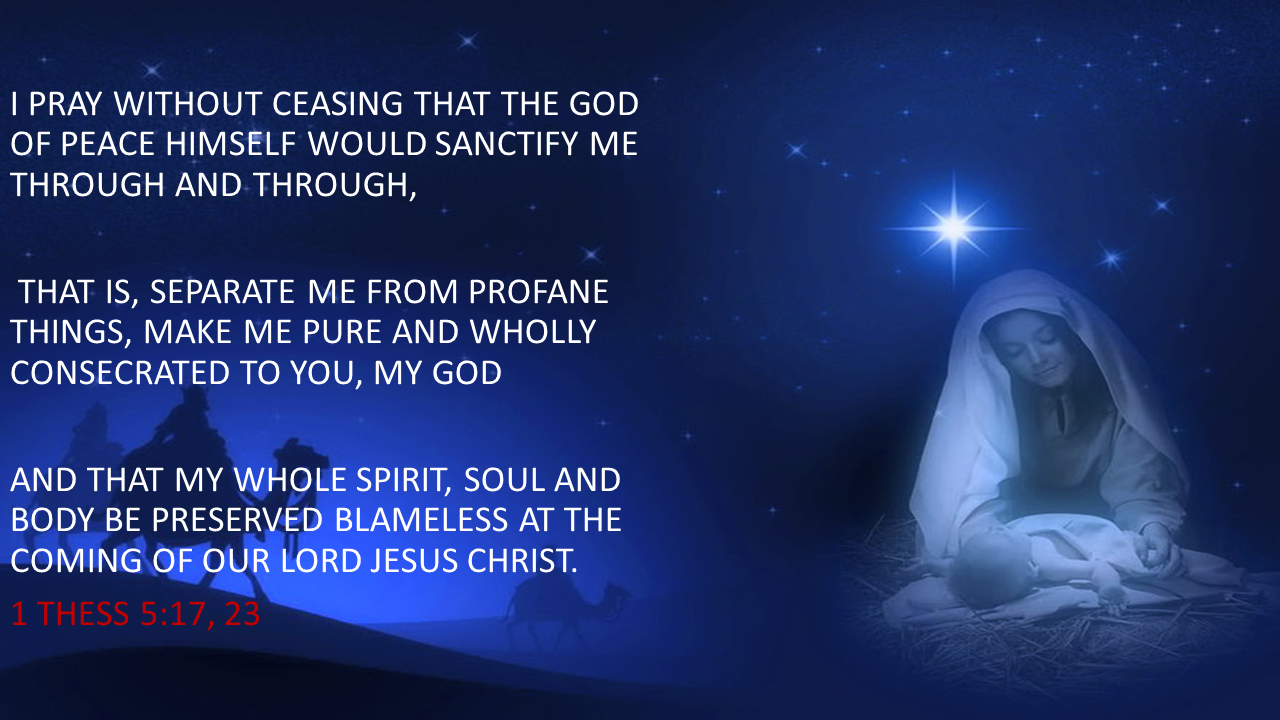 I PRAY WITHOUT CEASING THAT THE GOD
OF PEACE HIMSELF WOULD SANCTIFY ME
THROUGH AND THROUGH,
THAT IS, SEPARATE ME FROM PROFANE
THINGS, MAKE ME PURE AND WHOLLY
CONSECRATED TO YOU, MY GOD
AND THAT MY WHOLE SPIRIT, SOUL AND
BODY BE PRESERVED BLAMELESS AT THE
COMING OF OUR LORD JESUS CHRIST.
1 THESS 5:17, 23